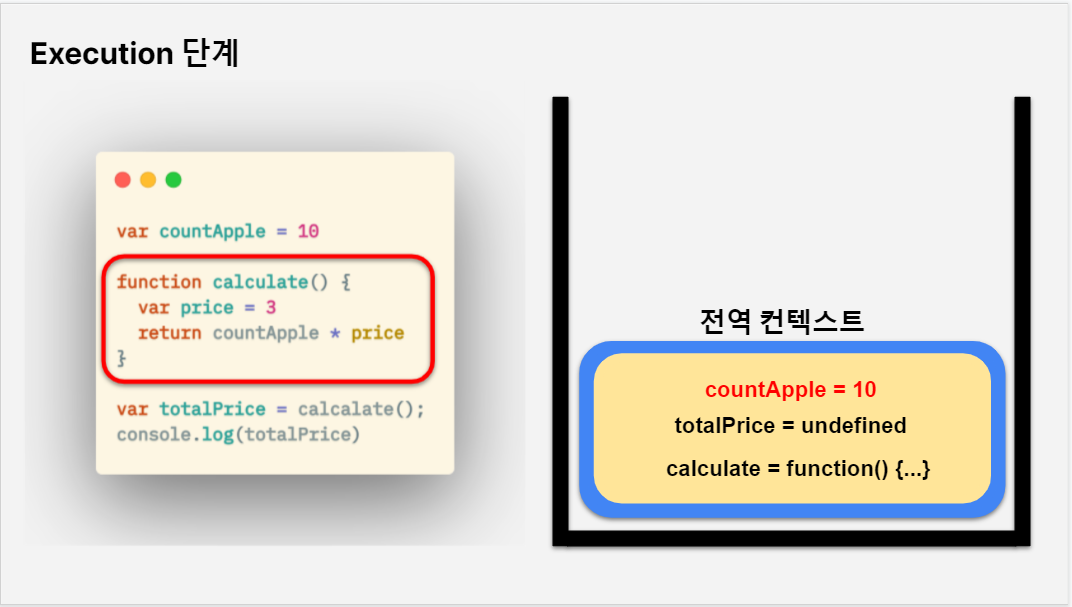 Execution 단계
var countApple = 10
function calculate() {
var price = 3
return countApple * price
}
var totalPrice = calcalate();
console.log(totalPrice)
전역 컨텍스트
countApple = 10
totalPrice = undefined
calculate = function() {...}